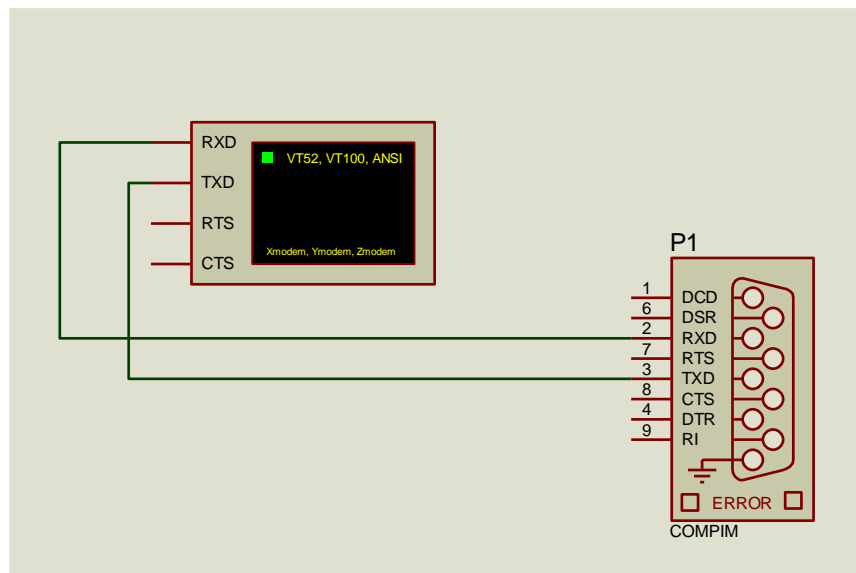 RXD
VT52, VT100, ANSI
TXD
RTS
Xmodem, Ymodem, Zmodem
CTS
P1
1 DCD
6 DSR
2 RXD
7 RTS
3 TXD
8 CTS
4 DTR
9 RI
ERROR
COMPIM